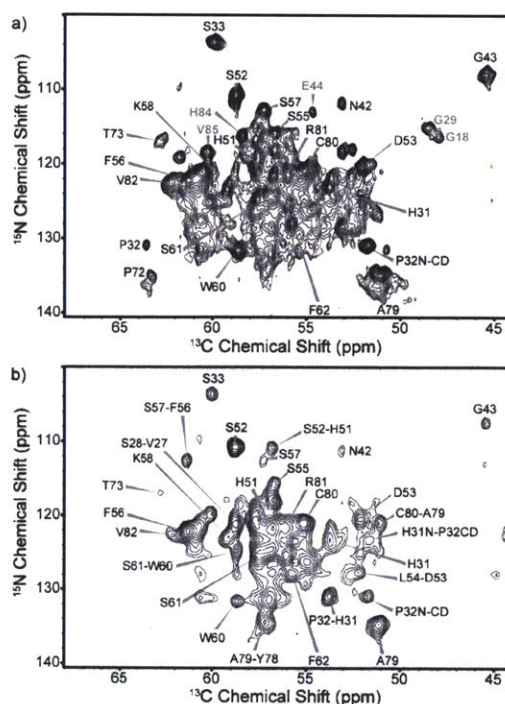 a)
S33
G43
110
S52
S57
E44
N42
K58
H84
S55
G29
T73
V85
R81
G18
H51
C80
D53
120
F56
V82
H31
130
P32
S61
P32N-CD
P72
W60
F62
A79
140
65
60
55
50
45
13C Chemical Shift (ppm)
15N Chemical Shift (ppm)
b)
S33
S57-F56
G43
S28-V27
S52
S52-H51
110
K58
S57
N42
S55
T73
H51
R81
D53
C80
C80-A79
120
F56
V82
H31N-P32CD
S61-W60
H31
L54-D53
S61
P32N-CD
130
W60
P32-H31
A79-Y78
F62
A79
140
65
60
55
50
45
13C Chemical Shift (ppm)
15N Chemical Shift (ppm)